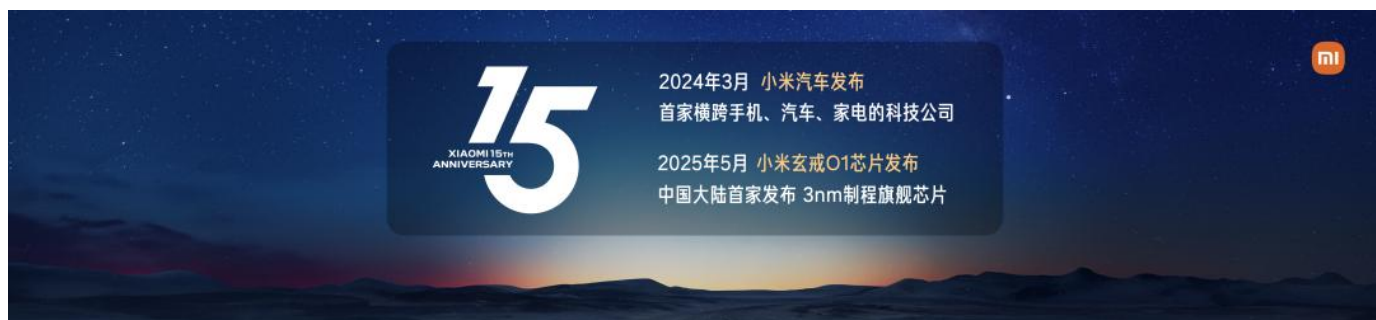 15
XIAOMI 15TH
ANNIVERSARY
2024年3月 小米汽车发布
首家横跨手机、汽车、家电的科技公司
2025年5月 小米玄戒O1芯片发布
中国大陆首家发布 3nm制程旗舰芯片
mi